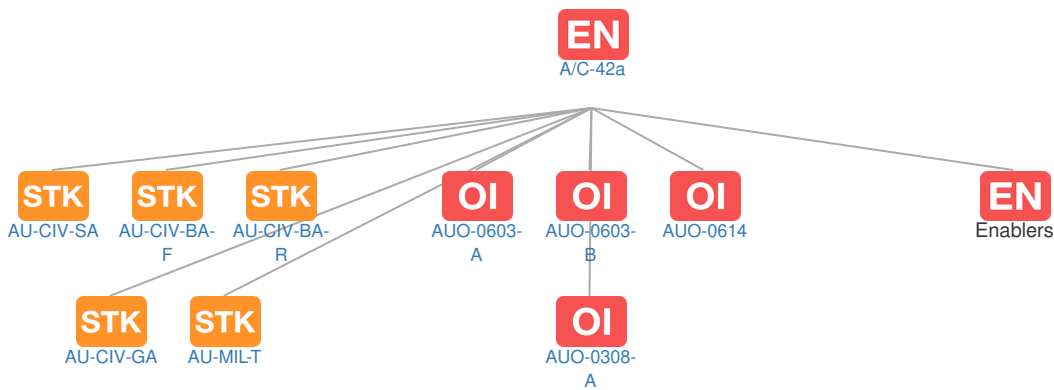 EN
A/C-42a
STK STK STK OI OI OI EN
AU-CIV-SA AU-CIV-BA- AU-CIV-BA- AUO-0603- AUO-0603- AUO-0614 Enablers
F R A B
STK STK OI
AU-CIV-GA AU-MIL-T AUO-0308-
A